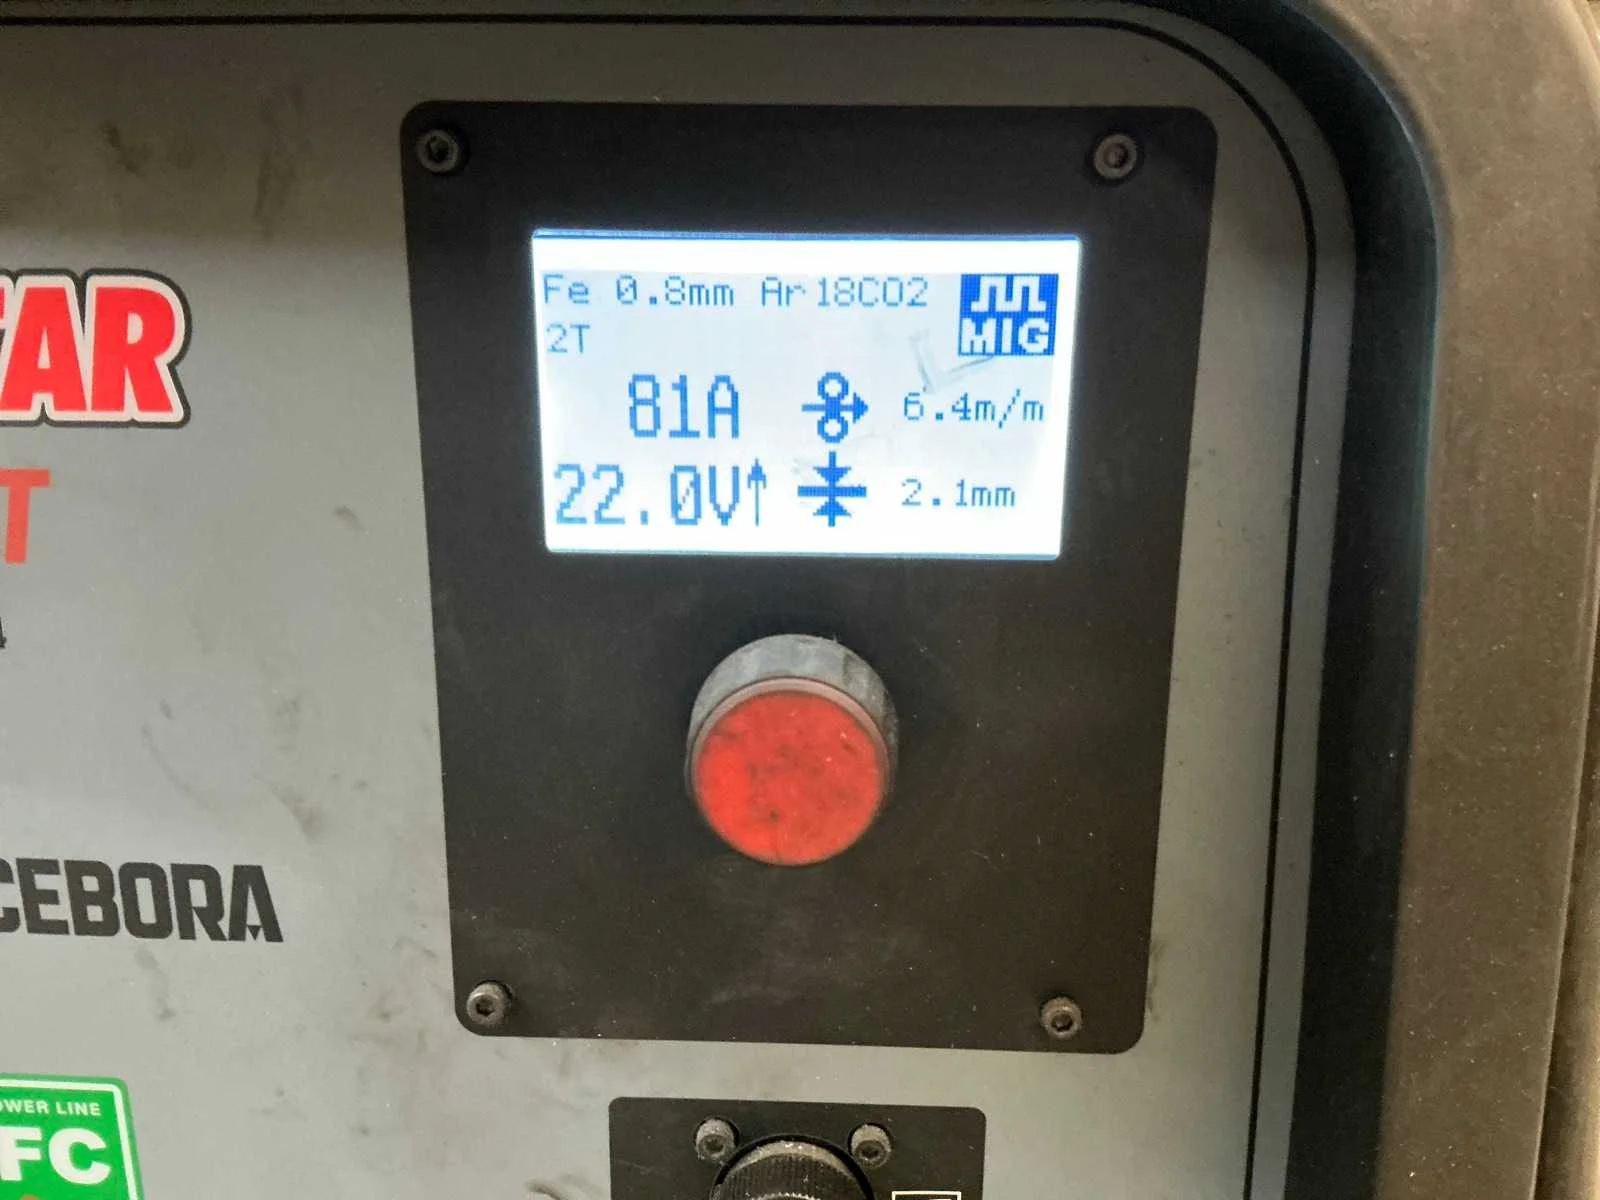 Fe 0.8mm Ar18CO2
MIG
2T
81A 6.4m/m
22.0V↑ 2.1mm
AR
T
CEBORA
OWER LINE
FC